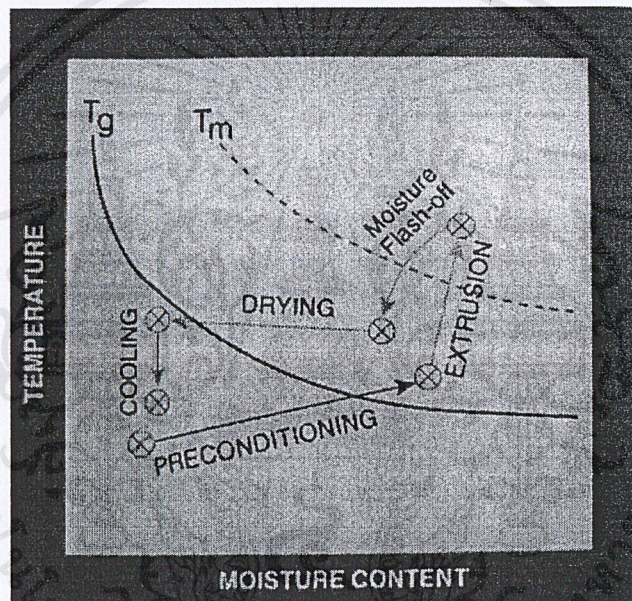 Tg
Tm
Moisture
Flash-off
DRYING
EXTRUSION
COOLING
PRECONDITIONING
TEMPERATURE
MOISTURE CONTENT